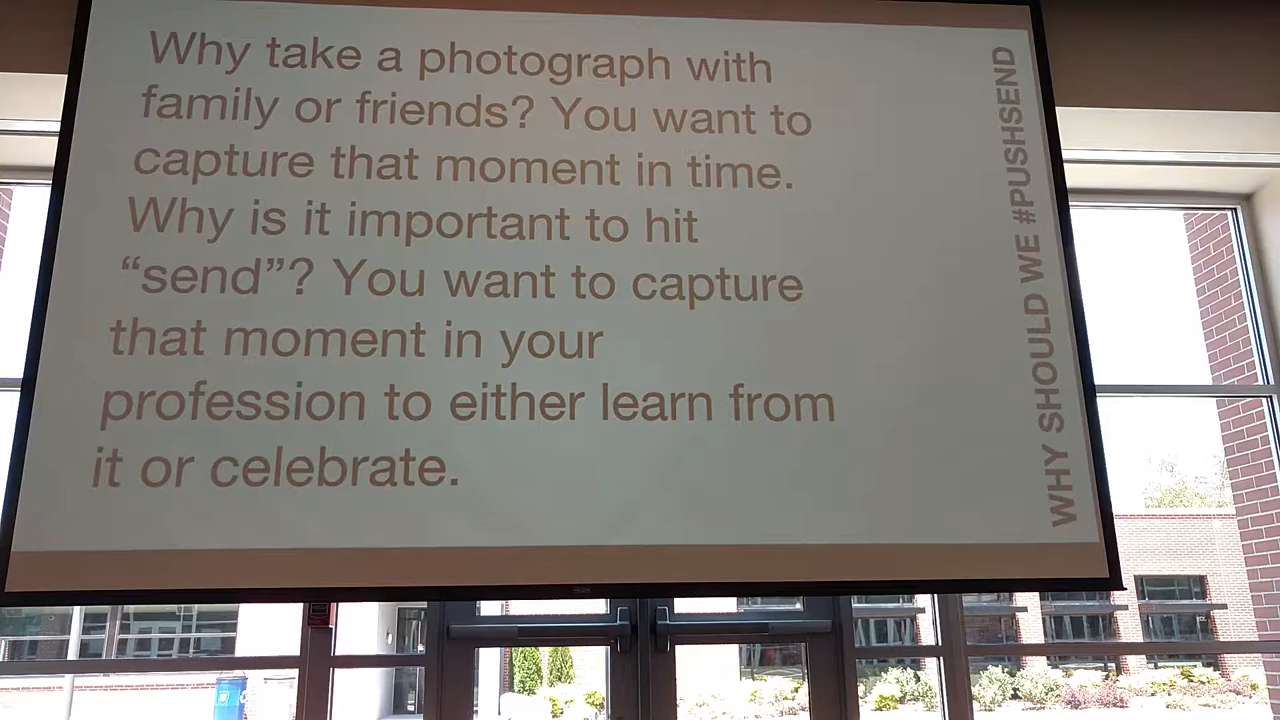 Why take a photograph with
family or friends? You want to
capture that moment in time.
Why is it important to hit
“send”? You want to capture
that moment in your
profession to either learn from
it or celebrate.
WHY SHOULD WE #PUSHSEND